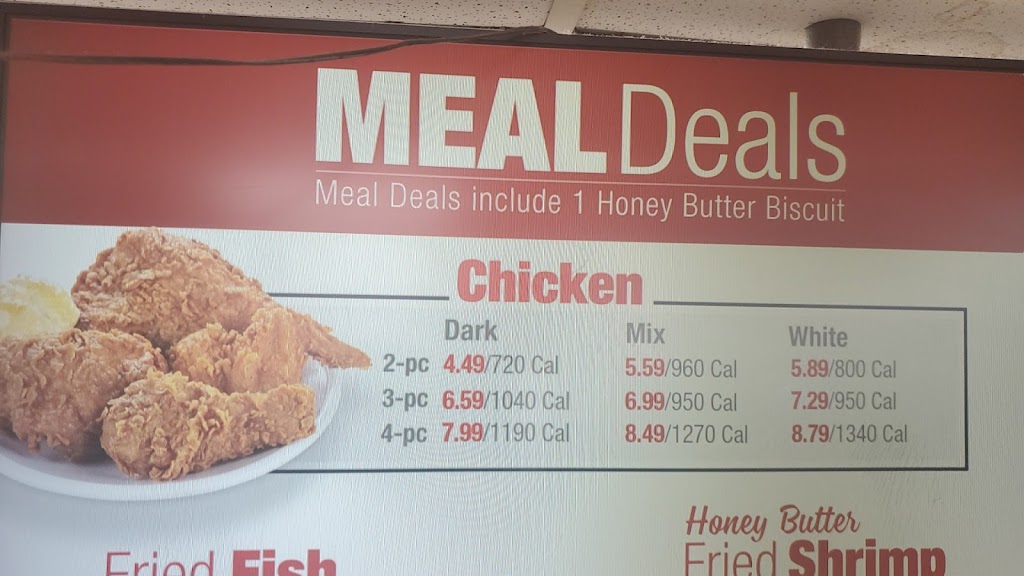 MEAL Deals
Meal Deals include 1 Honey Butter Biscuit
Chicken
Dark Mix White
2-pc 4.49/720 Cal 5.59/960 Cal 5.89/800 Cal
3-pc 6.59/1040 Cal 6.99/950 Cal 7.29/950 Cal
4-pc 7.99/1190 Cal 8.49/1270 Cal 8.79/1340 Cal
Honey Butter
Fried Fish Fried Shrimp